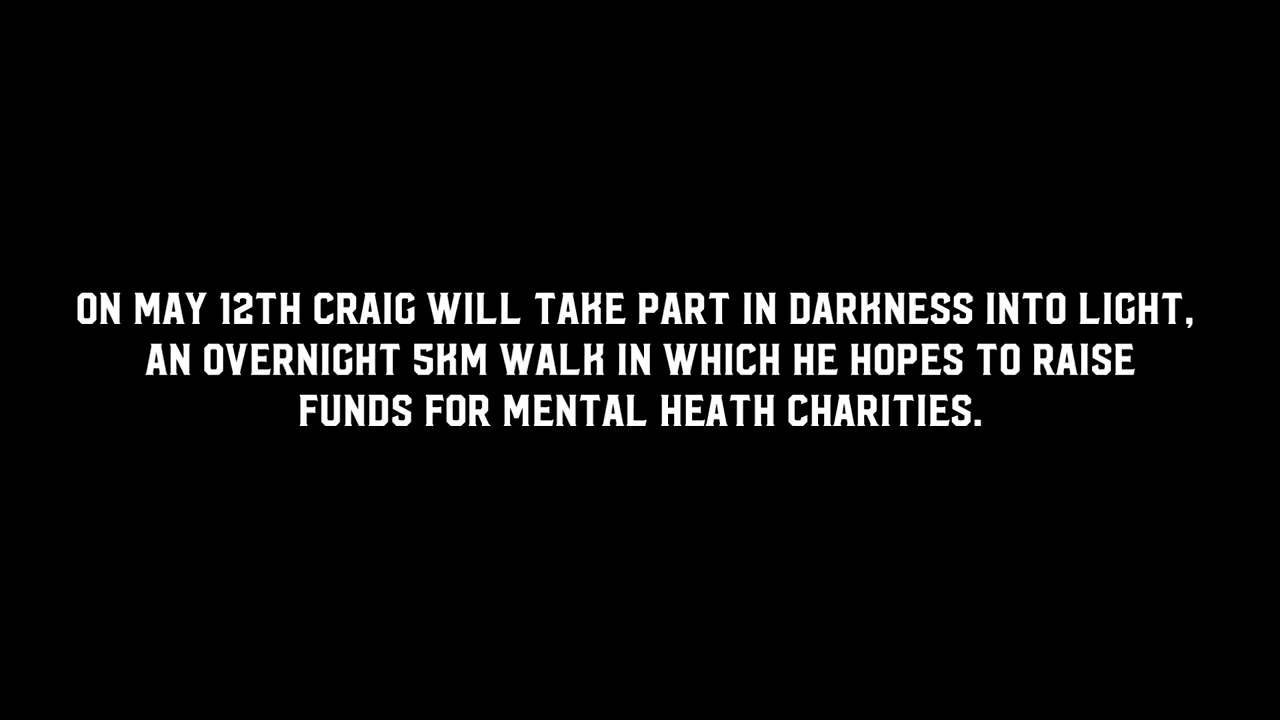 ON MAY 12TH CRAIG WILL TAKE PART IN DARKNESS INTO LIGHT,
AN OVERNIGHT 5KM WALK IN WHICH HE HOPES TO RAISE
FUNDS FOR MENTAL HEATH CHARITIES.